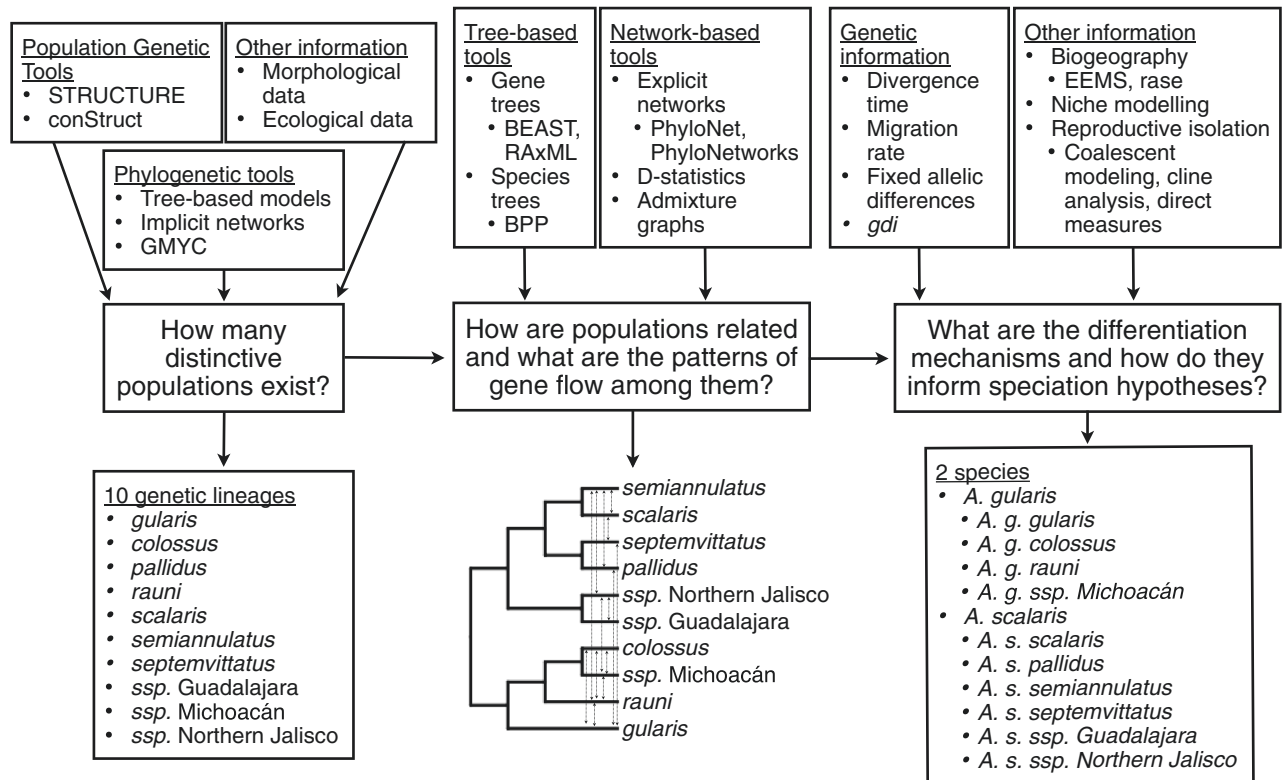 Population Genetic
Tools
• STRUCTURE
• conStruct
Other information
• Morphological
data
• Ecological data
Phylogenetic tools
• Tree-based models
• Implicit networks
• GMYC
Tree-based
tools
• Gene
trees
• BEAST,
RAxML
• Species
trees
• BPP
Network-based
tools
• Explicit
networks
• PhyloNet,
PhyloNetworks
• D-statistics
• Admixture
graphs
Genetic
information
• Divergence
time
• Migration
rate
• Fixed allelic
differences
• gdi
Other information
• Biogeography
• EEMS, rase
• Niche modelling
• Reproductive isolation
• Coalescent
modeling, cline
analysis, direct
measures
How many
distinctive
populations exist?
How are populations related
and what are the patterns of
gene flow among them?
What are the differentiation
mechanisms and how do they
inform speciation hypotheses?
10 genetic lineages
• gularis
• colossus
• pallidus
• rauni
• scalaris
• semiannulatus
• septemvittatus
• ssp. Guadalajara
• ssp. Michoacán
• ssp. Northern Jalisco
semiannulatus
scalaris
septemvittatus
pallidus
ssp. Northern Jalisco
ssp. Guadalajara
colossus
ssp. Michoacán
rauni
gularis
2 species
• A. gularis
• A. g. gularis
• A. g. colossus
• A. g. rauni
• A. g. ssp. Michoacán
• A. scalaris
• A. s. scalaris
• A. s. pallidus
• A. s. semiannulatus
• A. s. septemvittatus
• A. s. ssp. Guadalajara
• A. s. ssp. Northern Jalisco